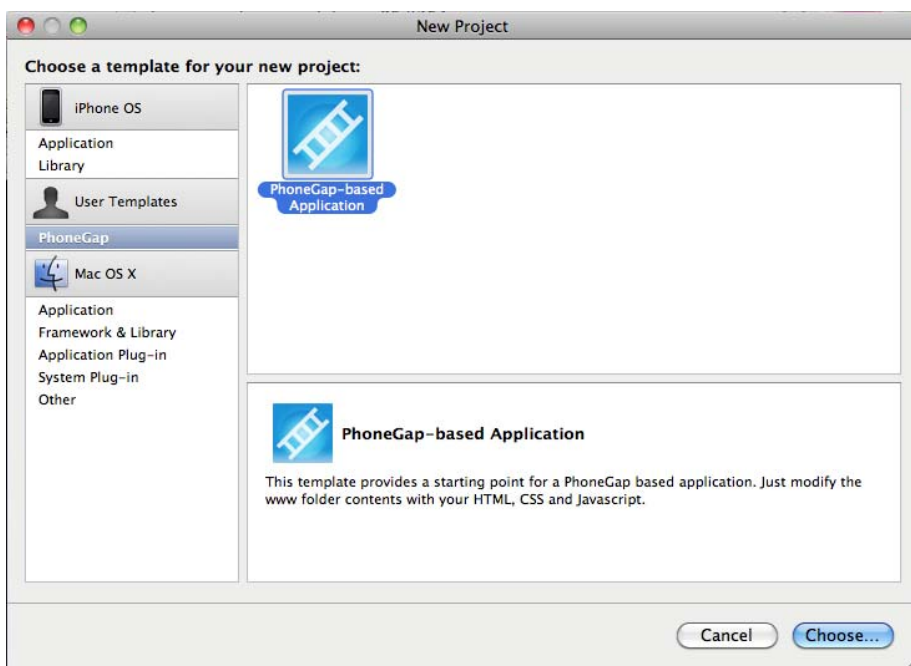 New Project
Choose a template for your new project:
iPhone OS
Application
Library
User Templates
PhoneGap
Mac OS X
Application
Framework & Library
Application Plug-in
System Plug-in
Other
PhoneGap-based
Application
PhoneGap-based Application
This template provides a starting point for a PhoneGap based application. Just modify the
www folder contents with your HTML, CSS and Javascript.
Cancel
Choose...